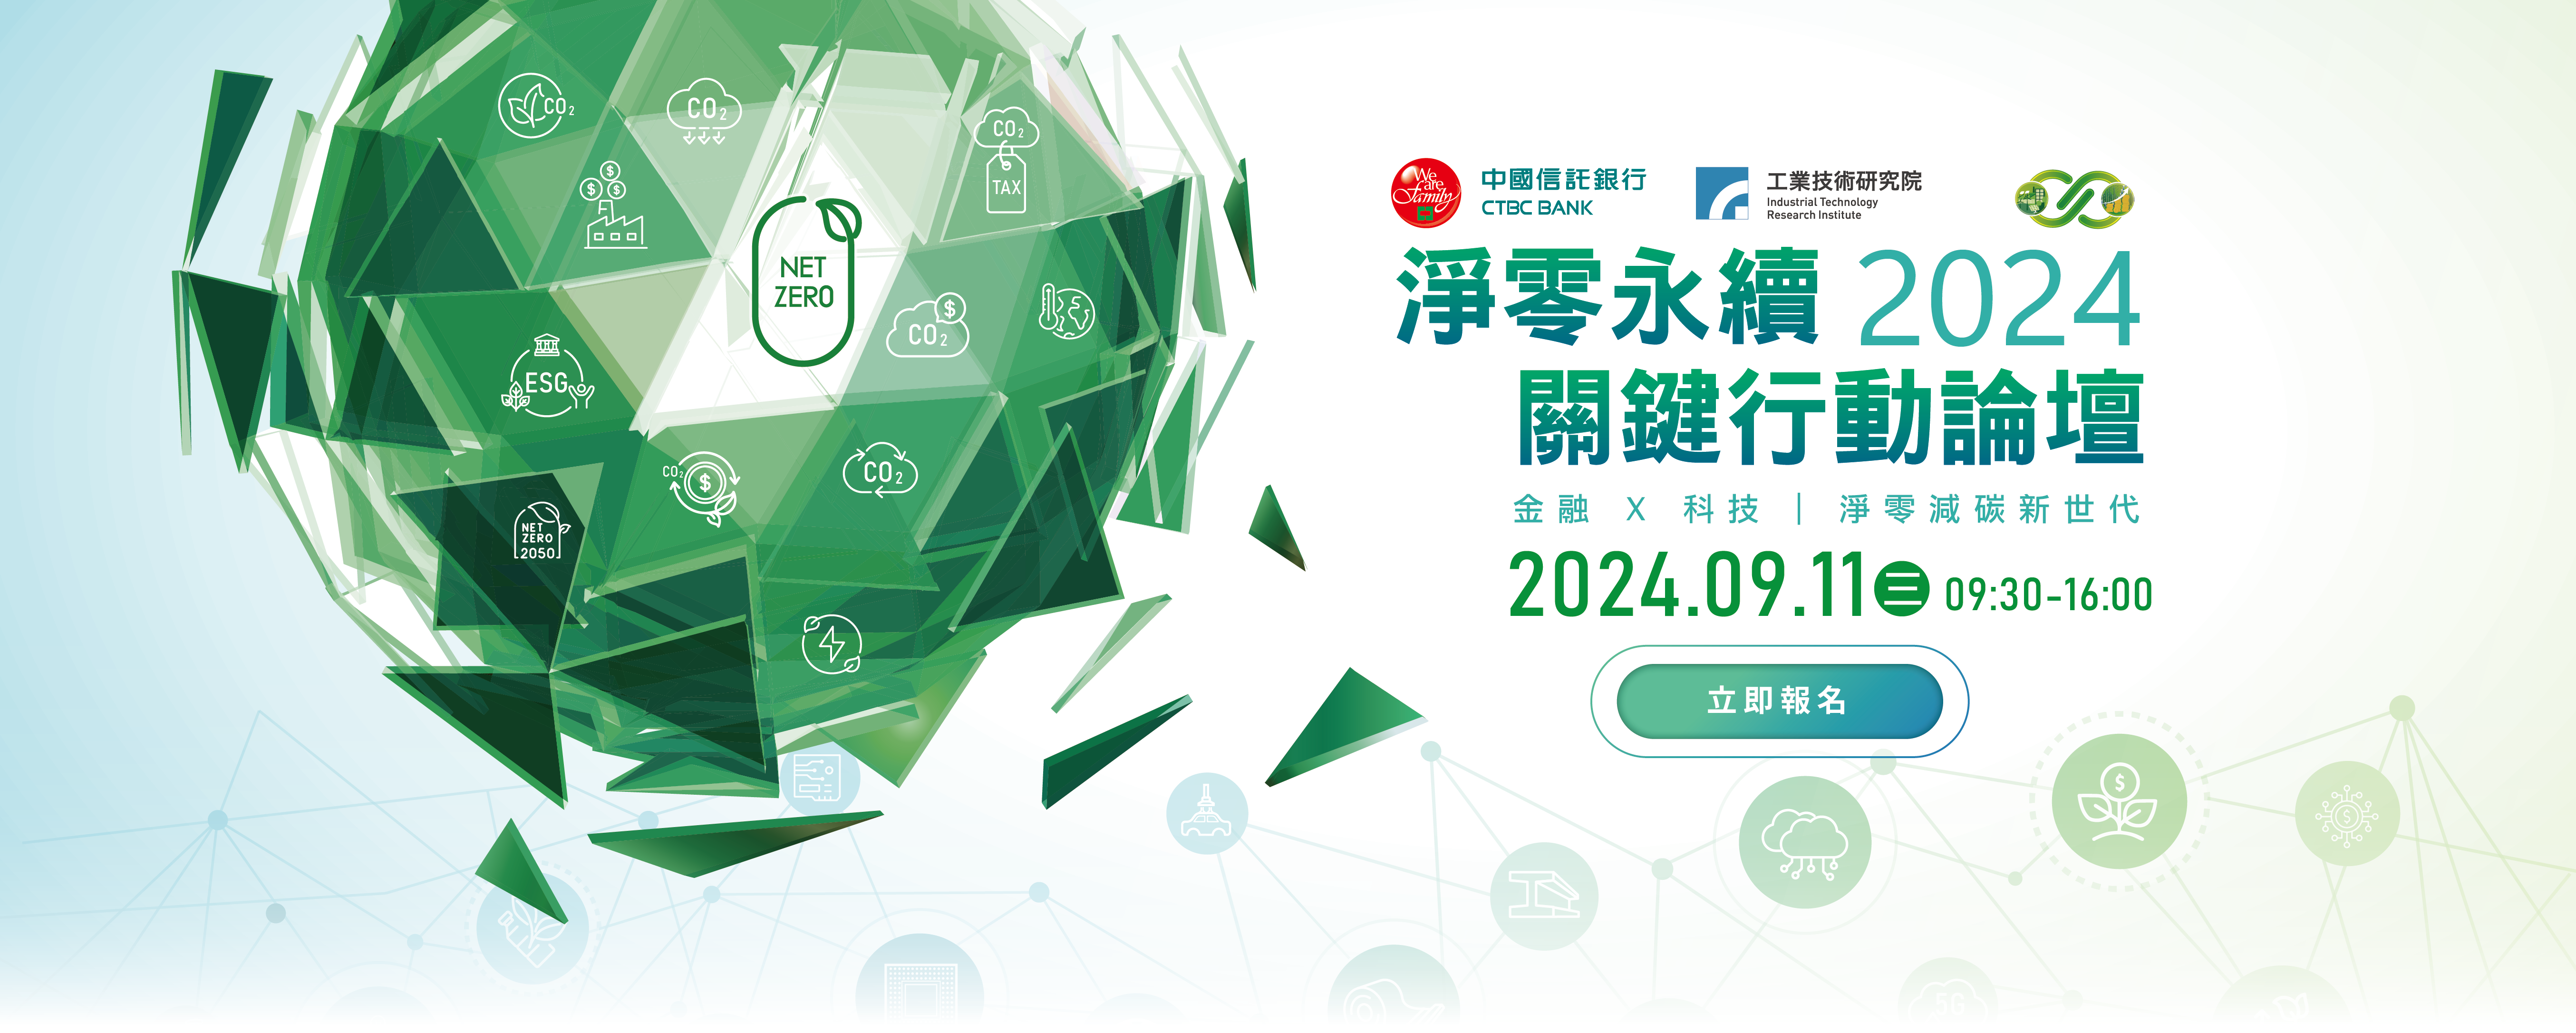 CO2
CO2
CO2
TAX
$
$ $
NET
ZERO
$
CO2
ESG
CO2
$
CO2
NET
ZERO
2050
We
are
Family
中國信託銀行
CTBC BANK
工業技術研究院
Industrial Technology
Research Institute
淨零永續 2024
關鍵行動論壇
金融 X 科技｜淨零減碳新世代
2024.09.11 三 09:30-16:00
立即報名
$
$
5G